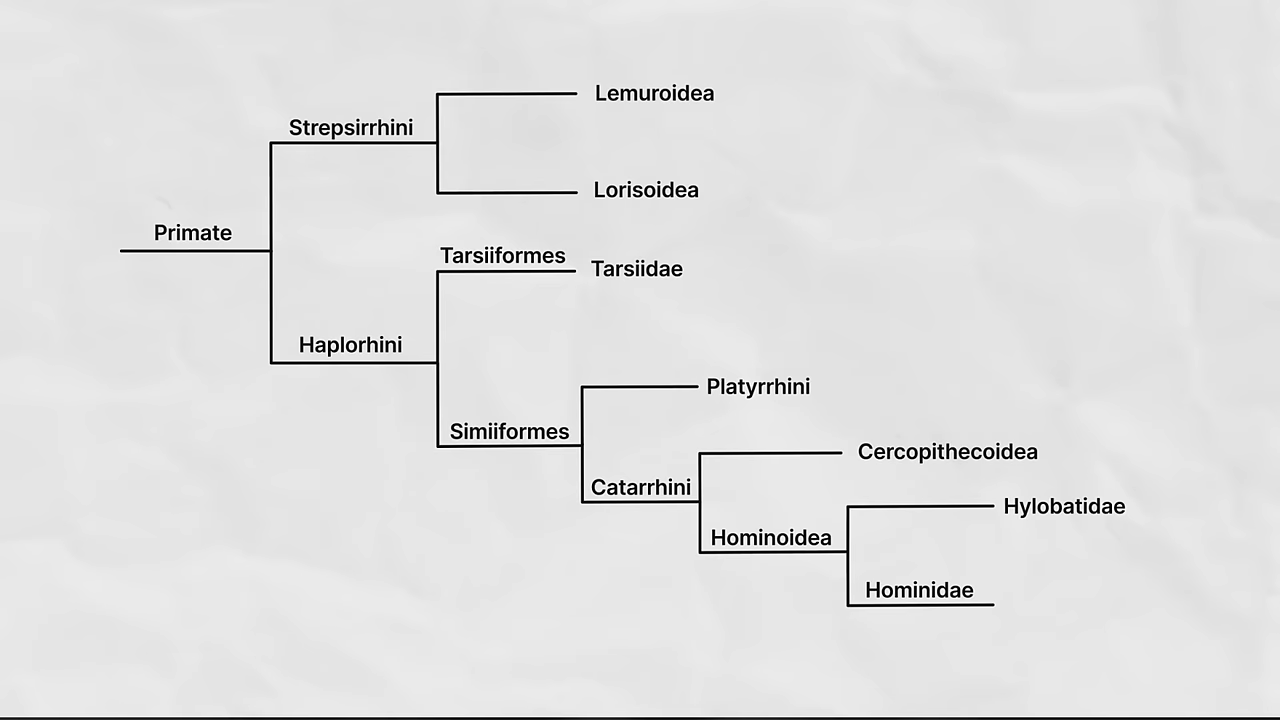 Lemuroidea
Strepsirrhini
Lorisoidea
Primate
Tarsiiformes
Tarsiidae
Haplorhini
Platyrrhini
Simiiformes
Cercopithecoidea
Catarrhini
Hylobatidae
Hominoidea
Hominidae